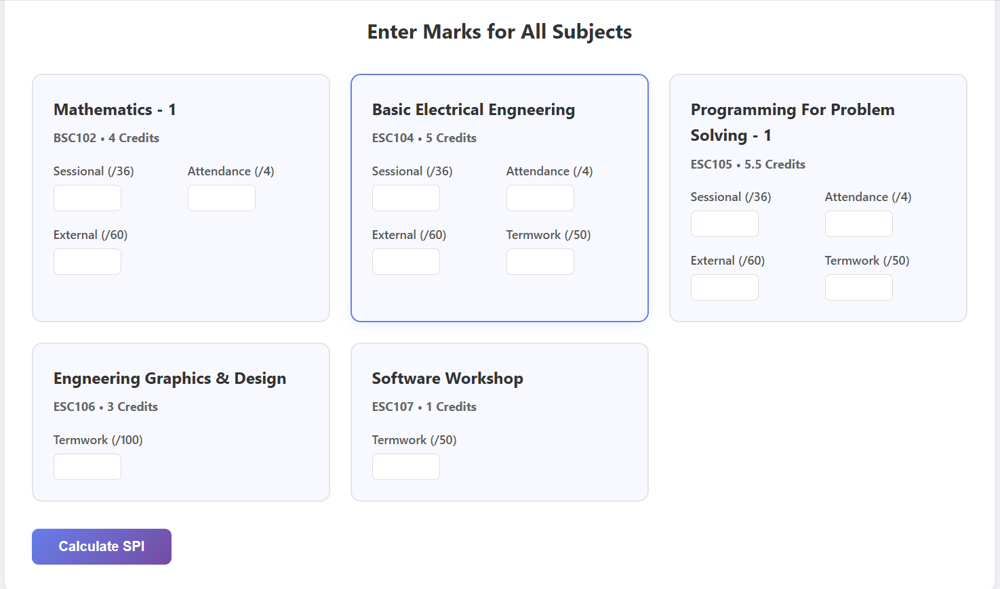 Enter Marks for All Subjects
Mathematics - 1
BSC102 • 4 Credits
Sessional (/36)
Attendance (/4)
External (/60)
Basic Electrical Engneering
ESC104 • 5 Credits
Sessional (/36)
Attendance (/4)
External (/60)
Termwork (/50)
Programming For Problem
Solving - 1
ESC105 • 5.5 Credits
Sessional (/36)
Attendance (/4)
External (/60)
Termwork (/50)
Engneering Graphics & Design
ESC106 • 3 Credits
Termwork (/100)
Software Workshop
ESC107 • 1 Credits
Termwork (/50)
Calculate SPI